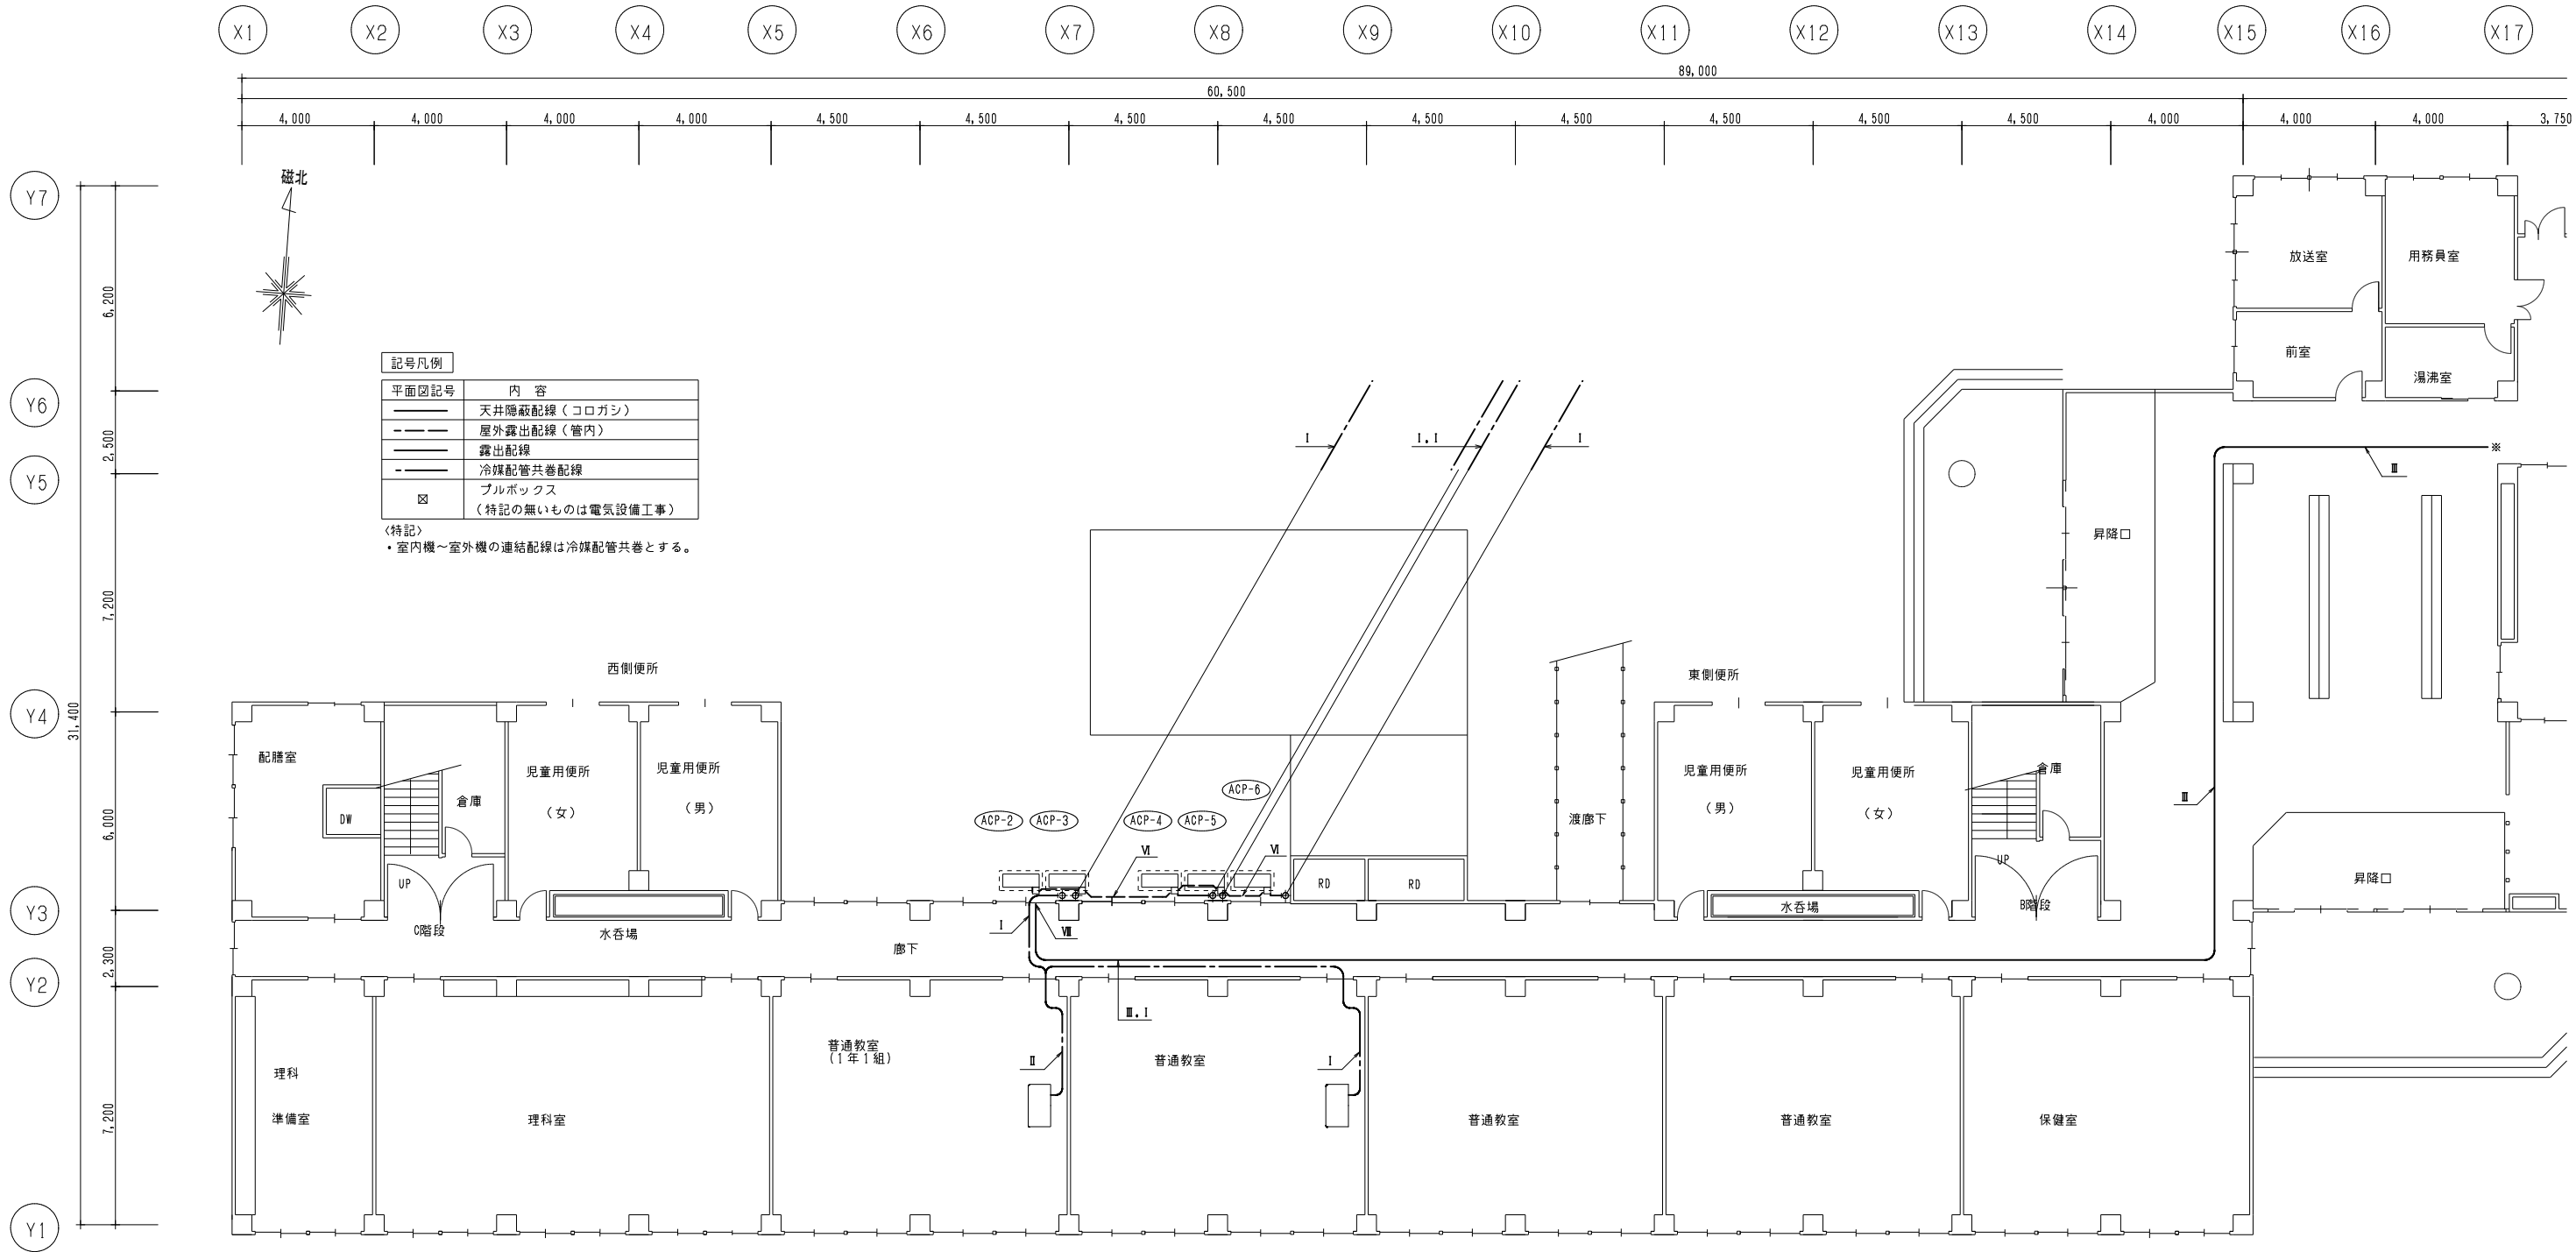 X1 X2 X3 X4 X5 X6 X7 X8 X9 X10 X11 X12 X13 X14 X15 X16 X17
89,000
60,500
4,000 4,000 4,000 4,000 4,500 4,500 4,500 4,500 4,500 4,500 4,500 4,500 4,500 4,000 4,000 4,000 3,750
Y7
Y6
Y5
Y4
Y3
Y2
Y1
31,400
6,200
2,500
7,200
6,000
2,300
7,200
磁北
記号凡例
平面図記号 内 容
天井隠蔽配線(コロガシ)
屋外露出配線(管内)
露出配線
冷媒配管共巻配線
プルボックス
(特記の無いものは電気設備工事)
〈特記〉
・室内機～室外機の連結配線は冷媒配管共巻とする。
放送室
用務員室
前室
湯沸室
Ⅰ
Ⅰ.Ⅰ
Ⅰ
※
Ⅲ
昇降口
西側便所
東側便所
配膳室
DW
倉庫
児童用便所
(女)
児童用便所
(男)
ACP-2
ACP-3
ACP-4
ACP-5
ACP-6
渡廊下
児童用便所
(男)
児童用便所
(女)
倉庫
Ⅲ
Ⅵ
Ⅵ
UP
RD
RD
UP
昇降口
C階段
水呑場
廊下
Ⅰ
Ⅷ
水呑場
B階段
Ⅲ.Ⅰ
普通教室
(1年1組)
Ⅱ
普通教室
Ⅰ
理科
準備室
理科室
普通教室
普通教室
保健室